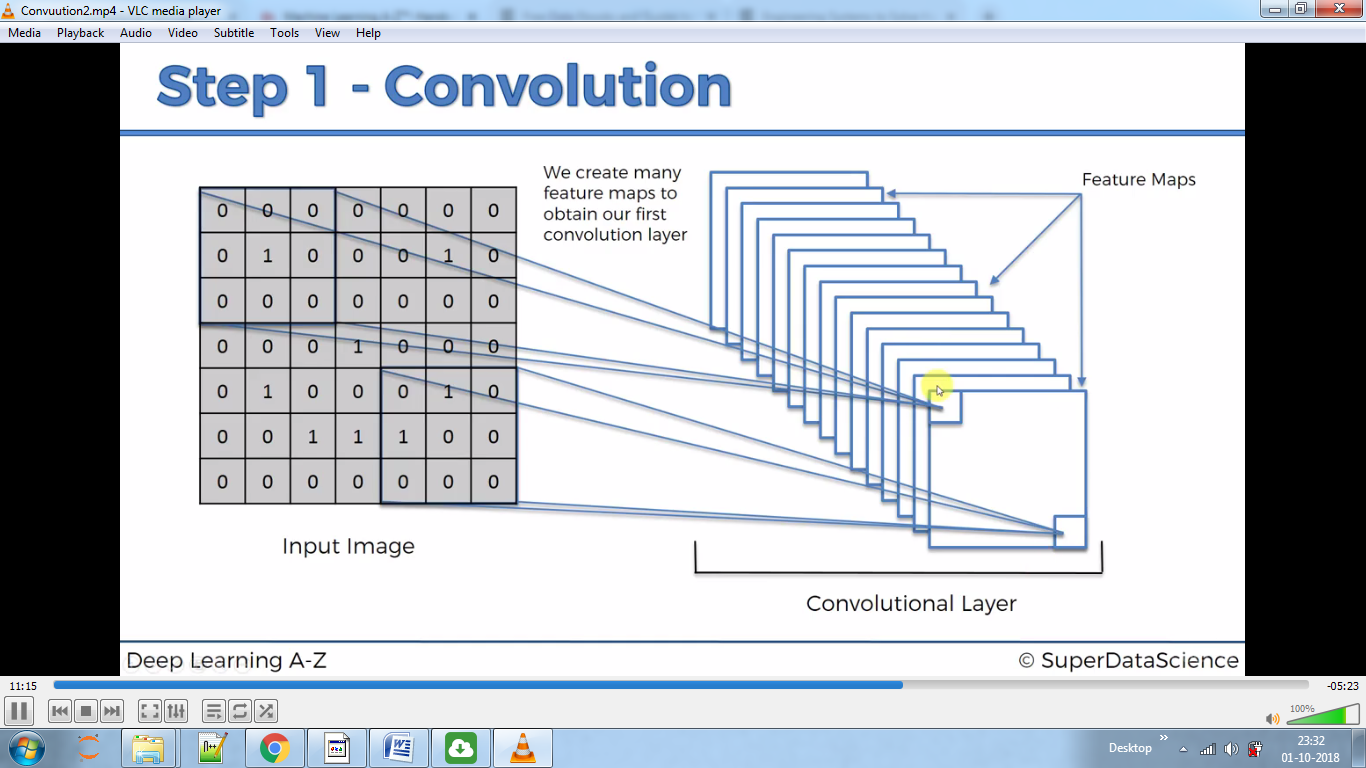 Convuution2.mp4 - VLC media player
Media Playback Audio Video Subtitle Tools View Help
Step 1 - Convolution
We create many
feature maps to
obtain our first
convolution layer
Feature Maps
0 0 0 0 0 0 0
0 1 0 0 0 1 0
0 0 0 0 0 0 0
0 0 0 1 0 0 0
0 1 0 0 0 1 0
0 0 1 1 1 0 0
0 0 0 0 0 0 0
Input Image
Convolutional Layer
Deep Learning A-Z
© SuperDataScience
11:15
-05:23
100%
Desktop
23:32
01-10-2018